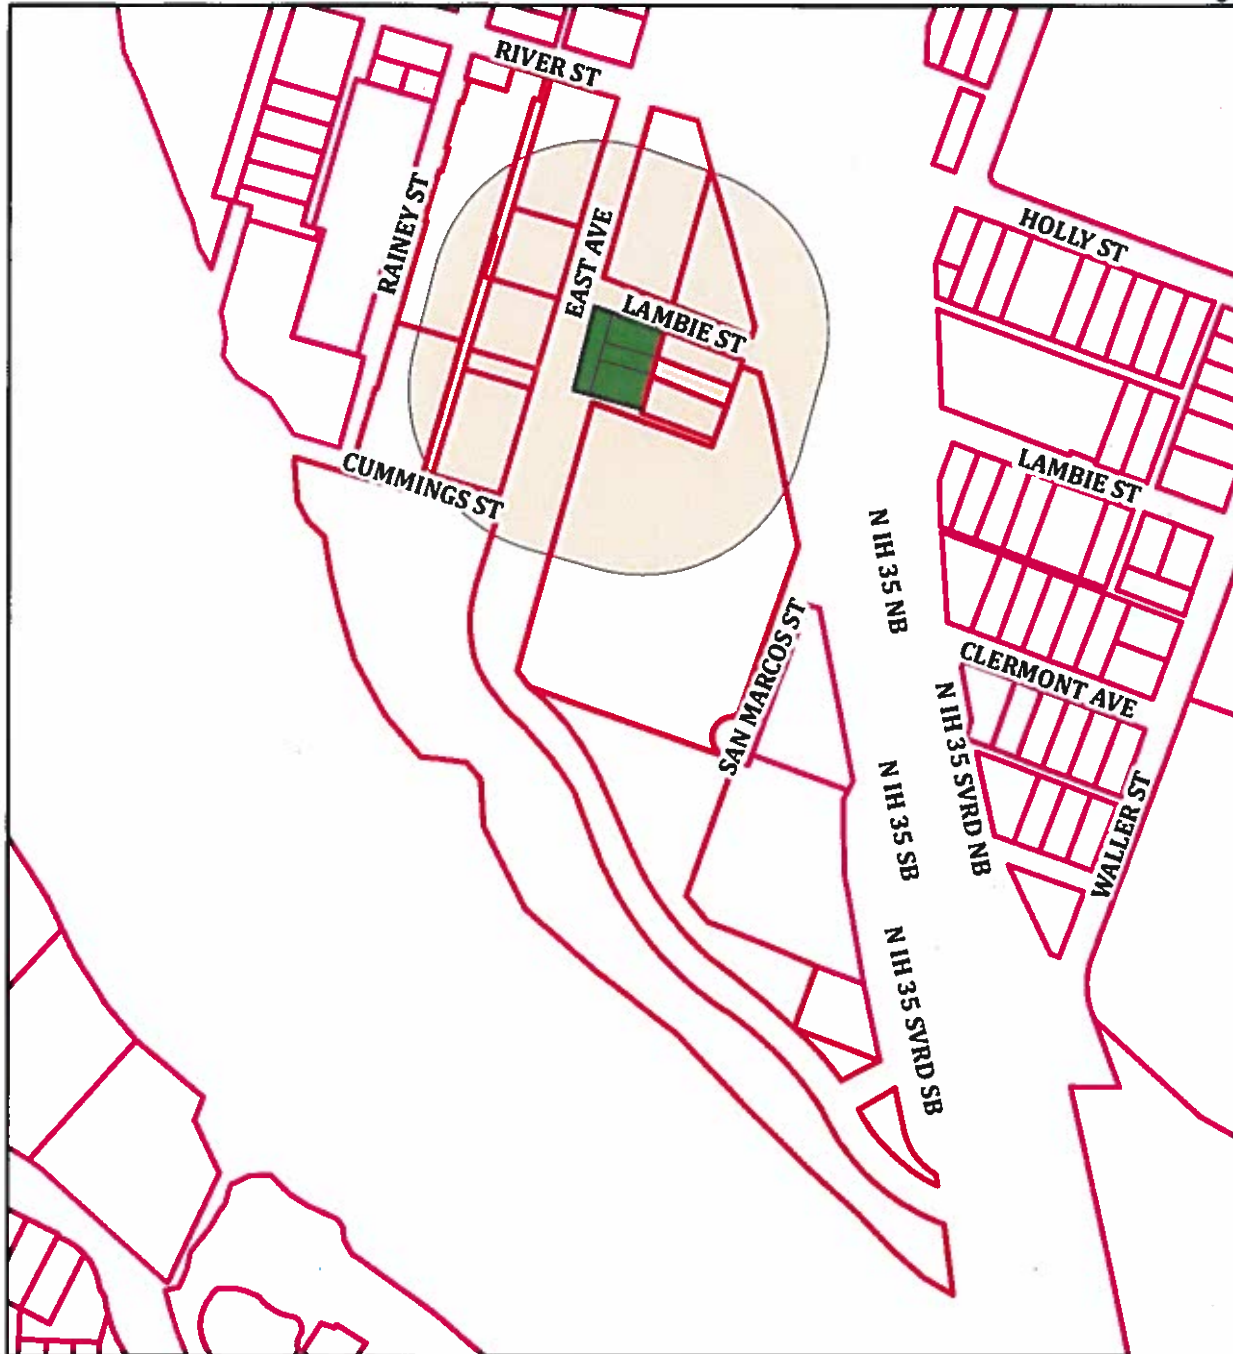 RIVER ST
RAINEY ST
EAST AVE
HOLLY ST
LAMBIE ST
CUMMINGS ST
LAMBIE ST
N IH 35 NB
SAN MARCOS ST
CLERMONT AVE
N IH 35 SVRD NB
N IH 35 SB
WALLER ST
N IH 35 SVRD SB